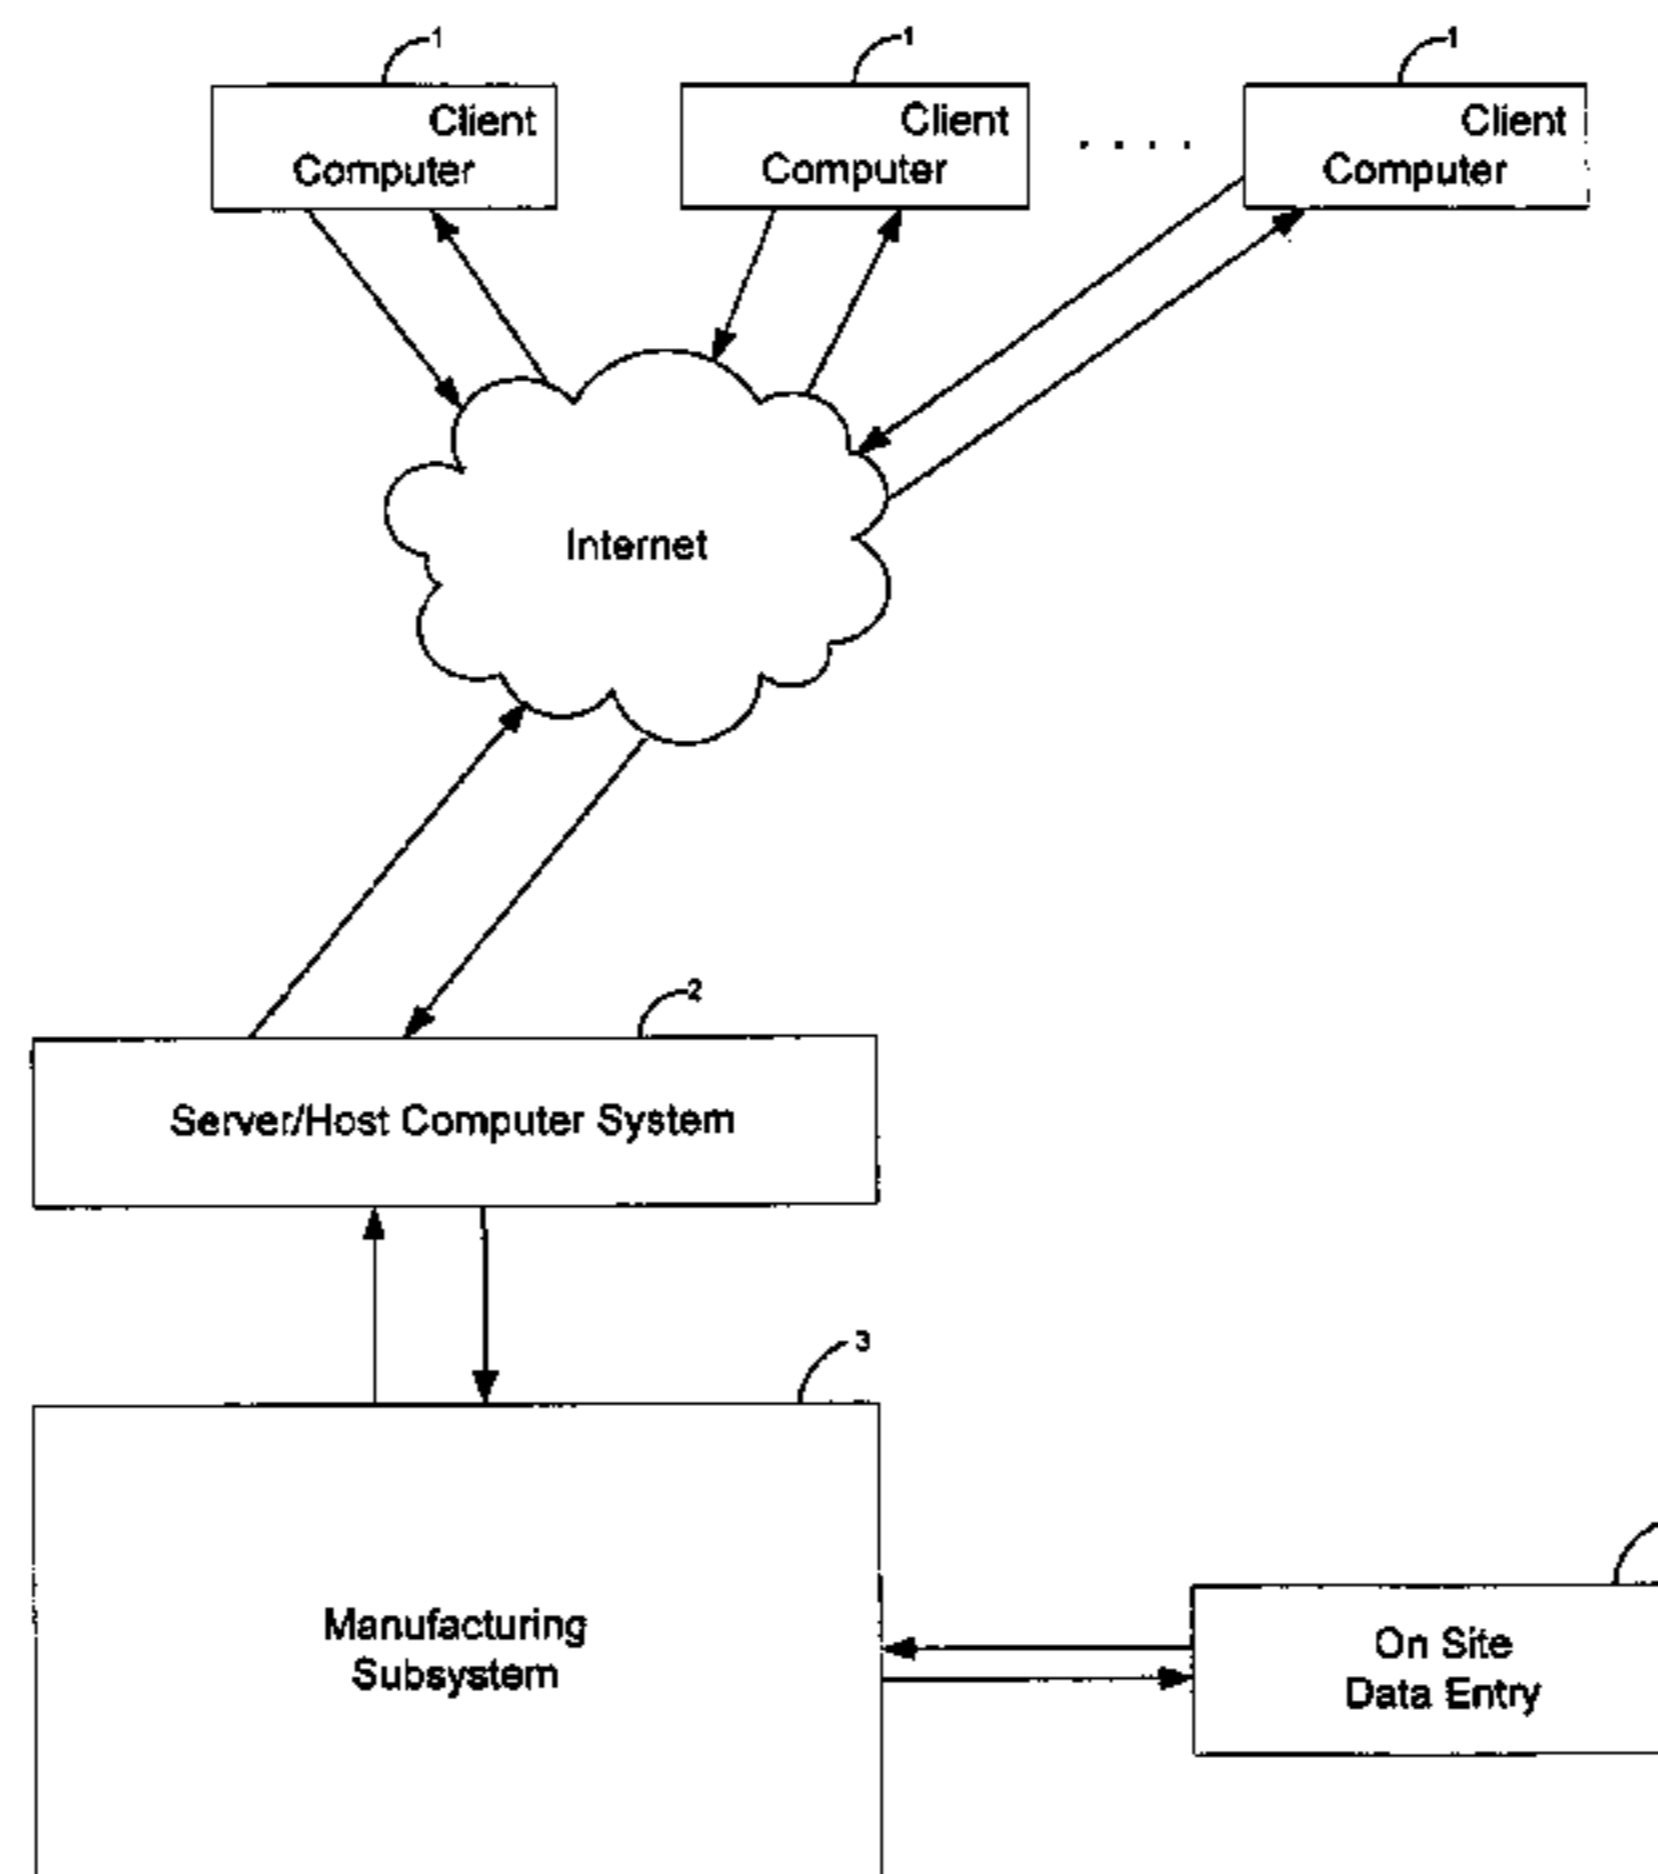 1
1
1
Client
Computer
Client
Computer
. . . .
Client
Computer
Internet
2
Server/Host Computer System
3
Manufacturing
Subsystem
On Site
Data Entry